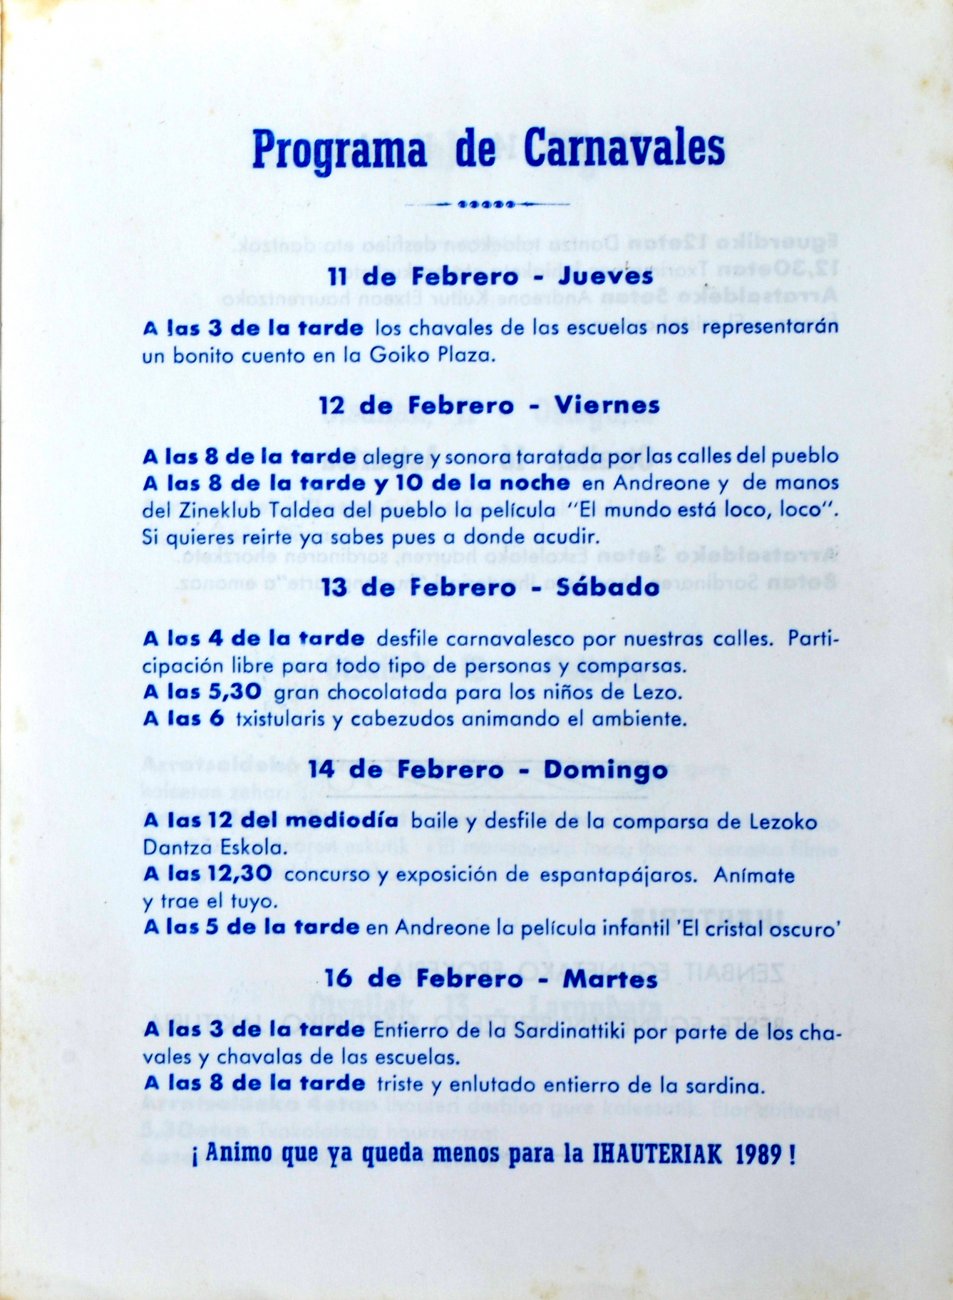 Programa de Carnavales
11 de Febrero - Jueves
A las 3 de la tarde los chavales de las escuelas nos representarán
un bonito cuento en la Goiko Plaza.
12 de Febrero - Viernes
A las 8 de la tarde alegre y sonora taratada por las calles del pueblo
A las 8 de la tarde y 10 de la noche en Andreone y de manos
del Zineklub Taldea del pueblo la película "El mundo está loco, loco".
Si quieres reirte ya sabes pues a donde acudir.
13 de Febrero - Sábado
A las 4 de la tarde desfile carnavalesco por nuestras calles. Parti-
cipación libre para todo tipo de personas y comparsas.
A las 5,30 gran chocolatada para los niños de Lezo.
A las 6 txistularis y cabezudos animando el ambiente.
14 de Febrero - Domingo
A las 12 del mediodía baile y desfile de la comparsa de Lezoko
Dantza Eskola.
A las 12,30 concurso y exposición de espantapájaros. Anímate
y trae el tuyo.
A las 5 de la tarde en Andreone la película infantil 'El cristal oscuro'
16 de Febrero - Martes
A las 3 de la tarde Entierro de la Sardinattiki por parte de los cha-
vales y chavalas de las escuelas.
A las 8 de la tarde triste y enlutado entierro de la sardina.
¡ Animo que ya queda menos para la IHAUTERIAK 1989 !